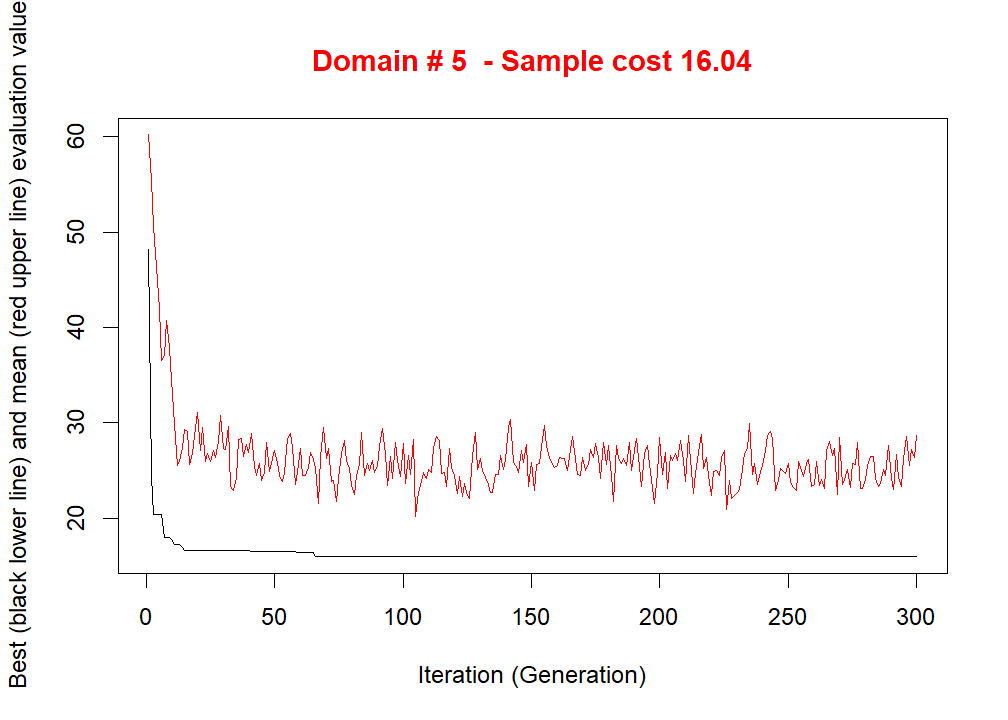 Domain # 5  - Sample cost 16.04
Best (black lower line) and mean (red upper line) evaluation value
60
50
40
30
20
0 50 100 150 200 250 300
Iteration (Generation)